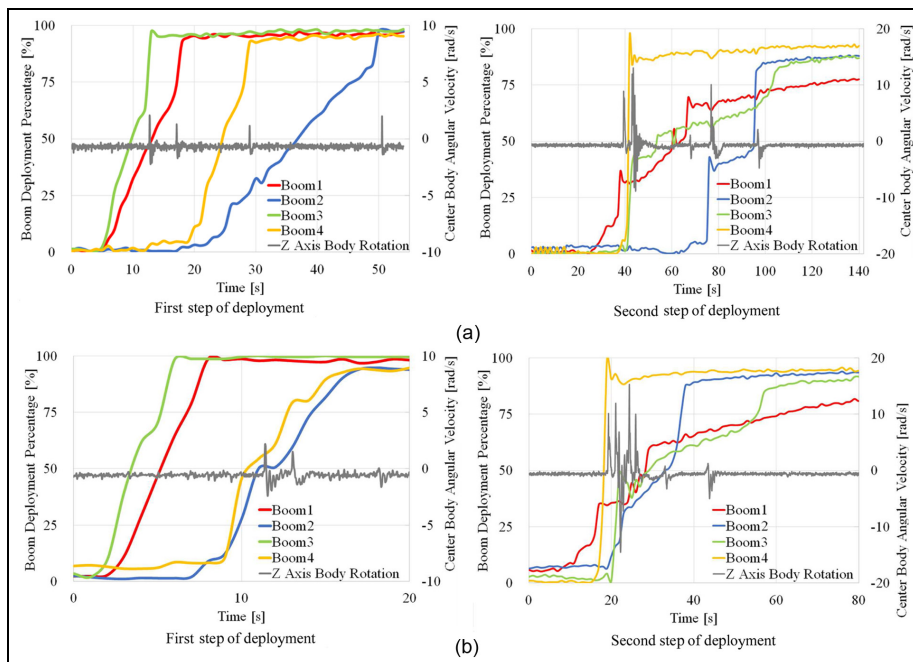 Boom Deployment Percentage [%]
100
75
50
25
0
10
5
0
-5
-10
Center Body Angular Velocity [rad/s]
Boom1
Boom2
Boom3
Boom4
Z Axis Body Rotation
0 10 20 30 40 50
Time [s]
First step of deployment
Boom Deployment Percentage [%]
100
75
50
25
0
20
15
10
5
0
-5
-10
-15
-20
Center Body Angular Velocity [rad/s]
Boom1
Boom2
Boom3
Boom4
Z Axis Body Rotation
0 20 40 60 80 100 120 140
Time [s]
Second step of deployment
(a)
Boom Deployment Percentage [%]
100
75
50
25
0
10
5
0
-5
-10
Center Body Angular Velocity [rad/s]
Boom1
Boom2
Boom3
Boom4
Z Axis Body Rotation
0 10 20
Time [s]
First step of deployment
Boom Deployment Percentage [%]
100
75
50
25
0
20
10
0
-10
-20
Center Body Angular Velocity [rad/s]
Boom1
Boom2
Boom3
Boom4
Z Axis Body Rotation
0 20 40 60 80
Time [s]
Second step of deployment
(b)